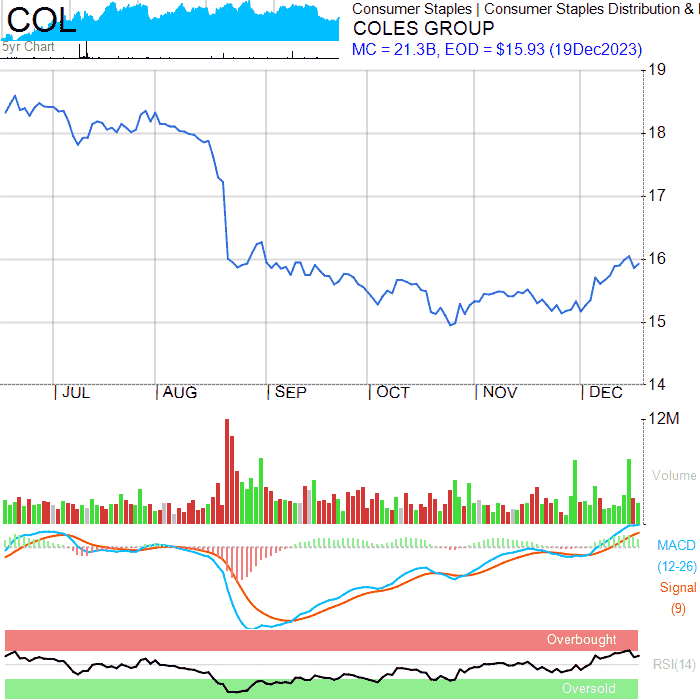 COL
5yr Chart
Consumer Staples | Consumer Staples Distribution &
COLES GROUP
MC = 21.3B, EOD = $15.93 (19Dec2023)
19
18
17
16
15
14
JUL AUG SEP OCT NOV DEC
12M
Volume
MACD
(12-26)
Signal
(9)
Overbought
RSI(14)
Oversold